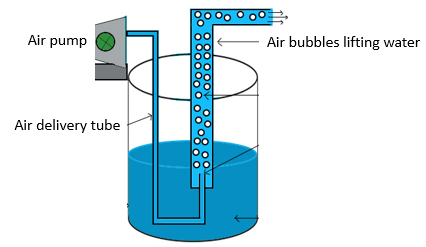 Air pump
Air bubbles lifting water
Air delivery tube